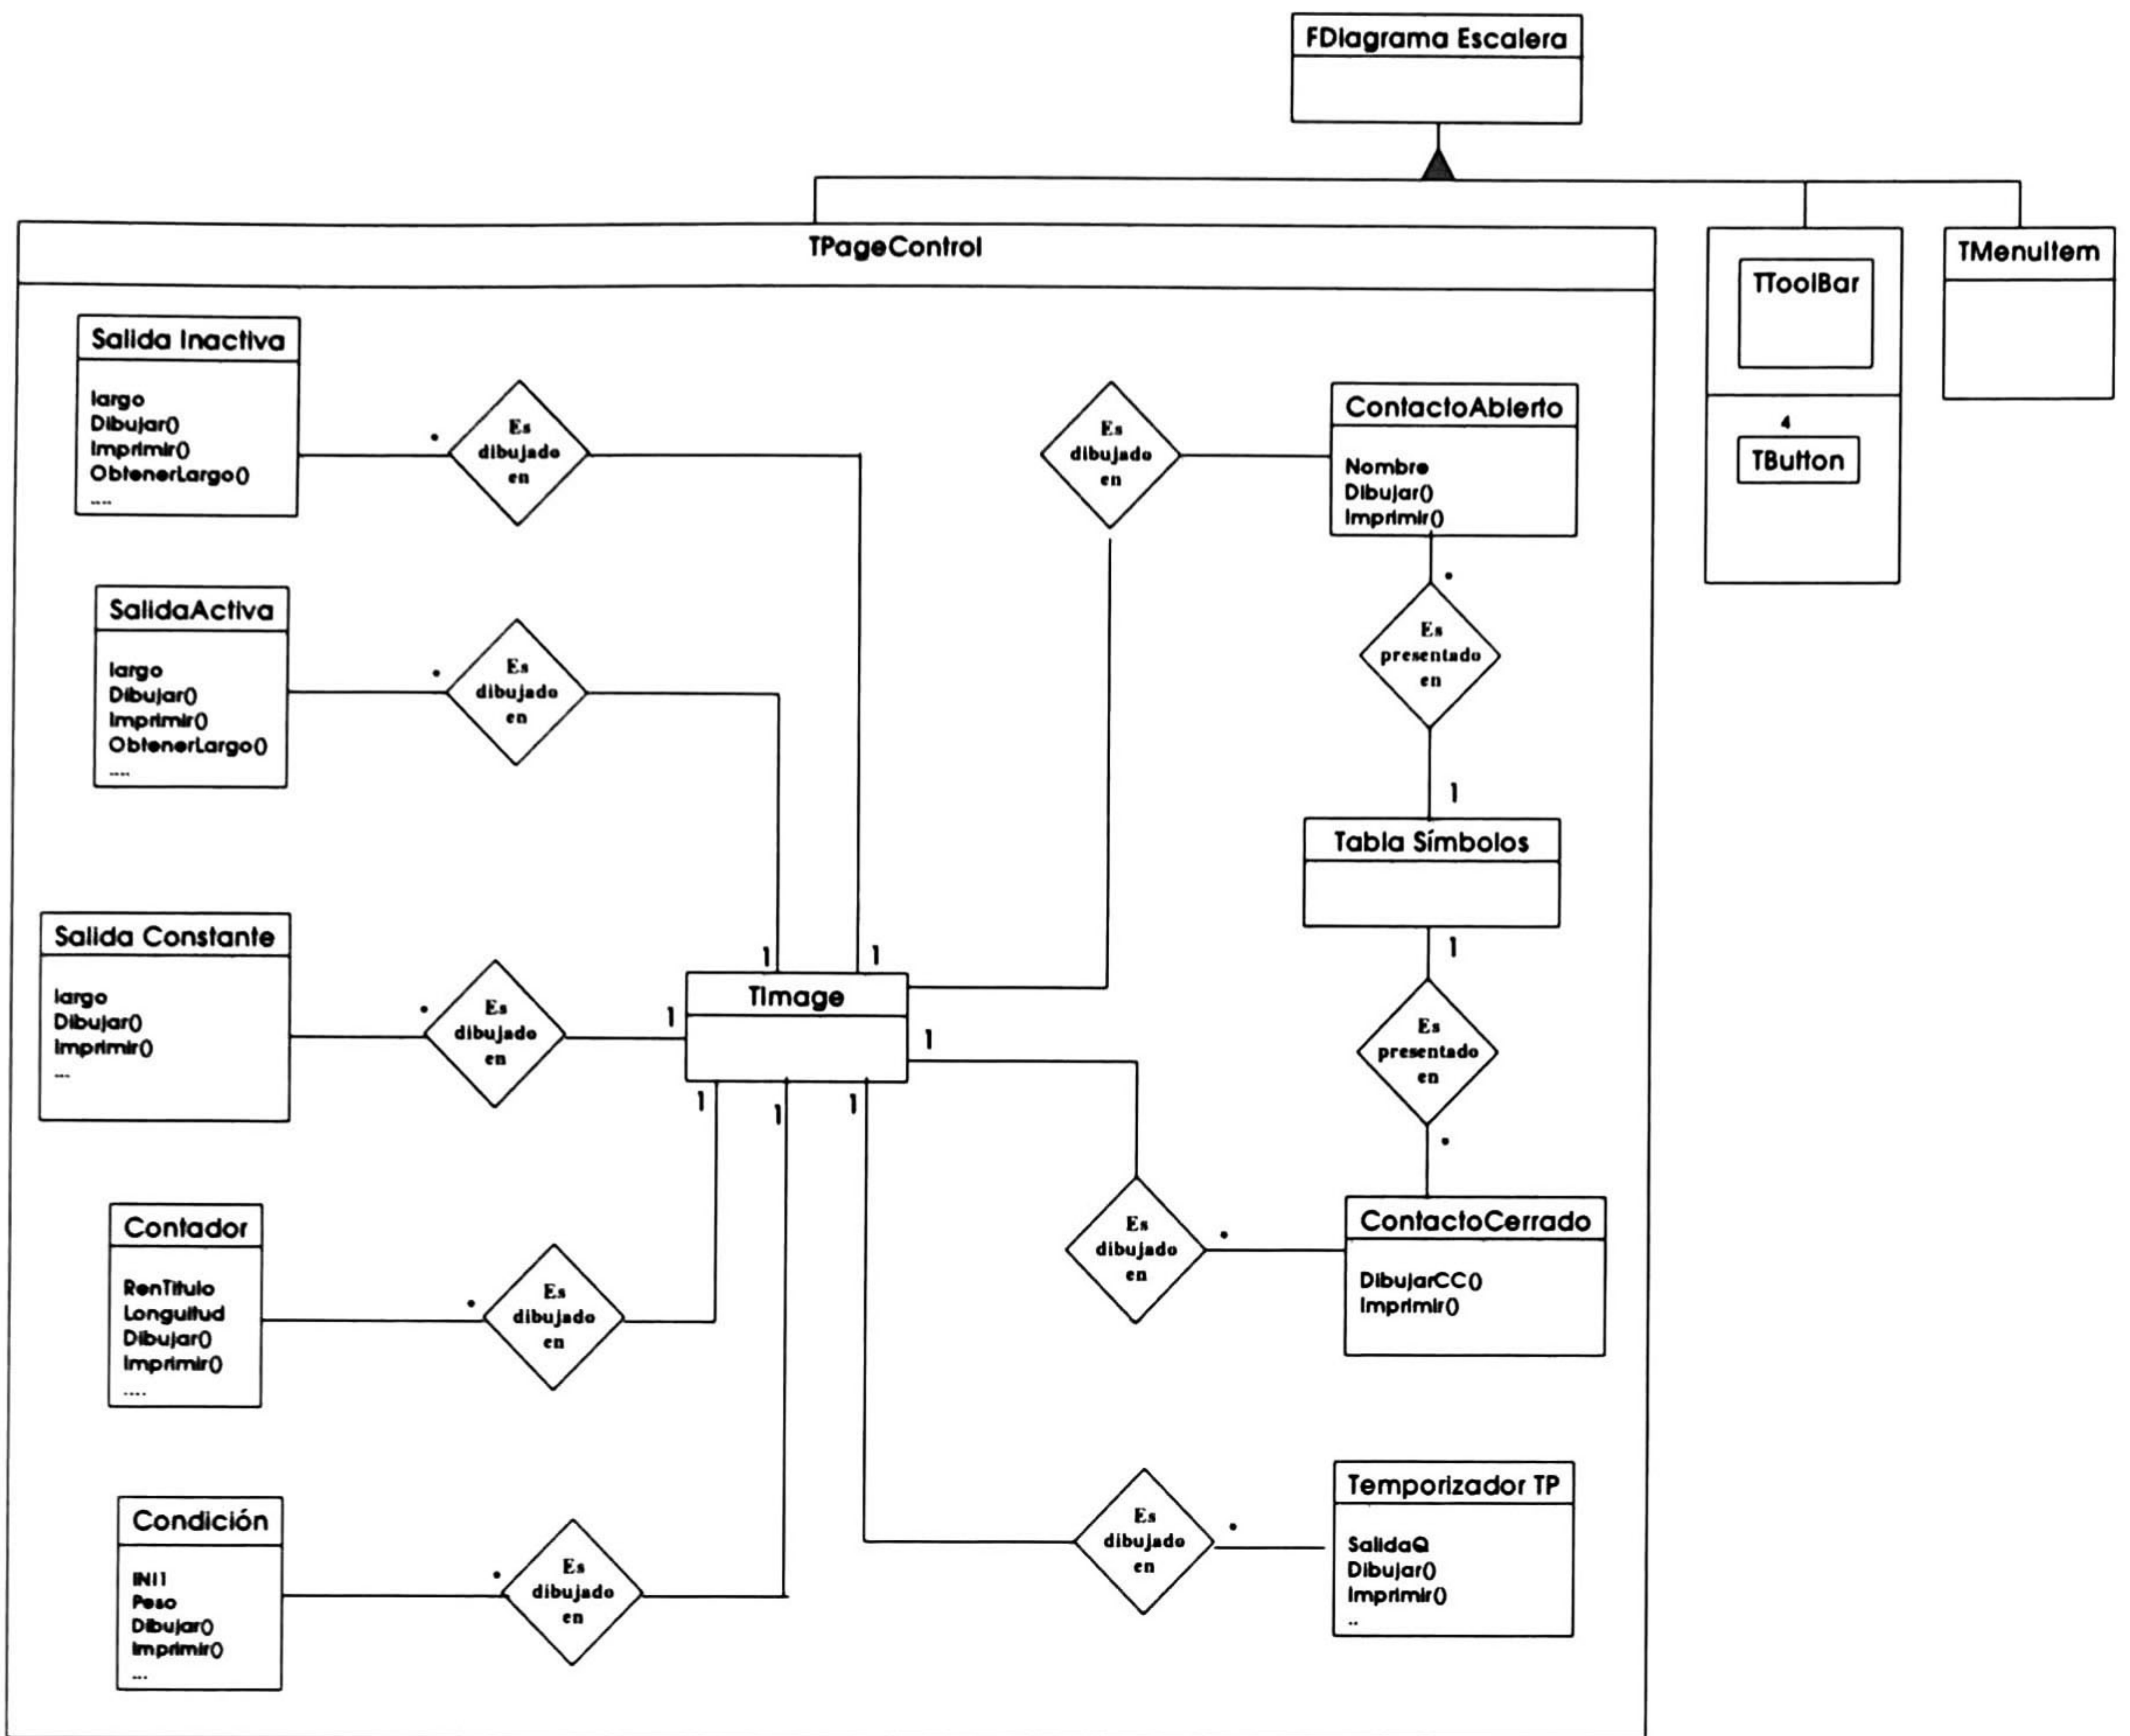 FDiagrama Escalera
TPageControl
TToolBar
4
TButton
TMenuItem
Salida Inactiva
largo
Dibujar()
Imprimir()
ObtenerLargo()
....
*
Es
dibujado
en
SalidaActiva
largo
Dibujar()
Imprimir()
ObtenerLargo()
....
*
Es
dibujado
en
Salida Constante
largo
Dibujar()
Imprimir()
...
*
Es
dibujado
en
Contador
RenTitulo
Longuitud
Dibujar()
Imprimir()
....
*
Es
dibujado
en
Condición
INI1
Peso
Dibujar()
Imprimir()
...
*
Es
dibujado
en
1
1
1
TImage
1
1
1
1
Es
dibujado
en
ContactoAbierto
Nombre
Dibujar()
Imprimir()
*
Es
presentado
en
1
Tabla Símbolos
1
Es
presentado
en
*
Es
dibujado
en
*
ContactoCerrado
DibujarCC()
Imprimir()
Es
dibujado
en
*
Temporizador TP
SalidaQ
Dibujar()
Imprimir()
..